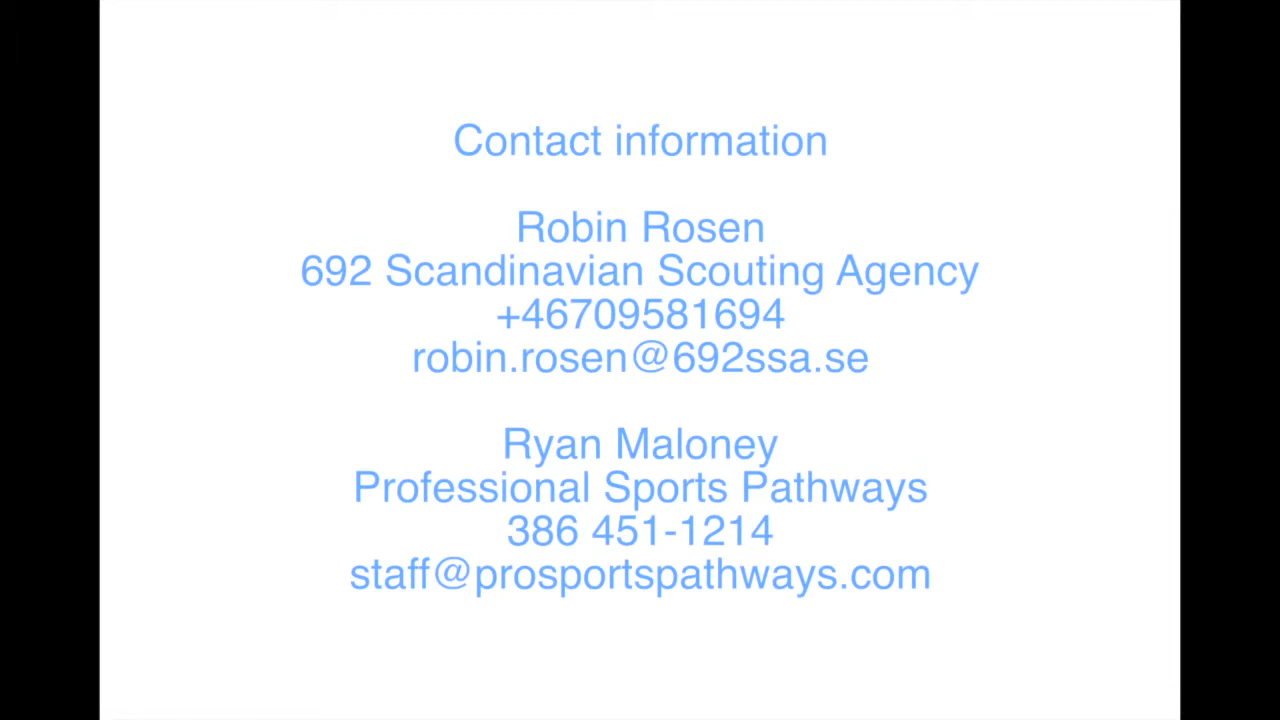 Contact information
Robin Rosen
692 Scandinavian Scouting Agency
+46709581694
robin.rosen@692ssa.se
Ryan Maloney
Professional Sports Pathways
386 451-1214
staff@prosportspathways.com